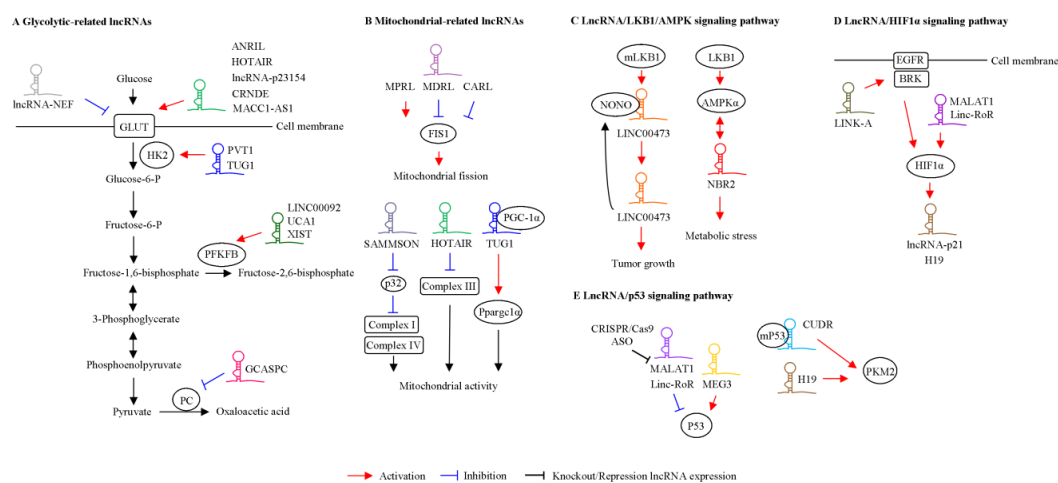 A Glycolytic-related lncRNAs
ANRIL
HOTAIR
lncRNA-p23154
CRNDE
MACC1-AS1
Glucose
lncRNA-NEF
GLUT
Cell membrane
HK2
PVT1
TUG1
Glucose-6-P
LINC00092
UCA1
XIST
Fructose-6-P
PFKFB
Fructose-1,6-bisphosphate
Fructose-2,6-bisphosphate
3-Phosphoglycerate
Phosphoenolpyruvate
GCASPC
PC
Pyruvate
Oxaloacetic acid
B Mitochondrial-related lncRNAs
MPRL
MDRL
CARL
FIS1
Mitochondrial fission
PGC-1α
SAMMSON
HOTAIR
TUG1
p32
Complex III
Ppargc1α
Complex I
Complex IV
Mitochondrial activity
C LncRNA/LKB1/AMPK signaling pathway
mLKB1
LKB1
NONO
AMPKα
LINC00473
NBR2
LINC00473
Metabolic stress
Tumor growth
D LncRNA/HIF1α signaling pathway
EGFR
Cell membrane
BRK
LINK-A
MALAT1
Linc-RoR
HIF1α
lncRNA-p21
H19
E LncRNA/p53 signaling pathway
CRISPR/Cas9
ASO
MALAT1
Linc-RoR
MEG3
P53
mP53
CUDR
H19
PKM2
Activation
Inhibition
Knockout/Repression lncRNA expression